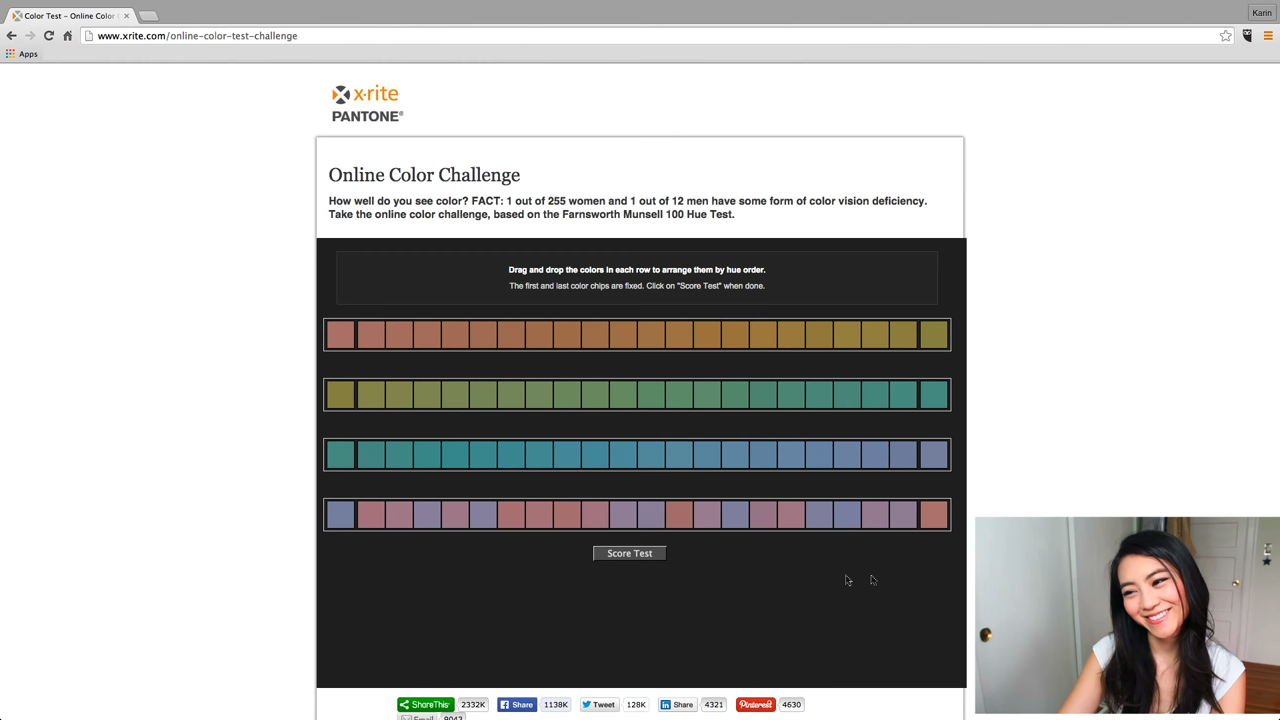 Color Test – Online Color
Karin
www.xrite.com/online-color-test-challenge
Apps
x·rite
PANTONE®
Online Color Challenge
How well do you see color? FACT: 1 out of 255 women and 1 out of 12 men have some form of color vision deficiency.
Take the online color challenge, based on the Farnsworth Munsell 100 Hue Test.
Drag and drop the colors in each row to arrange them by hue order.
The first and last color chips are fixed. Click on "Score Test" when done.
Score Test
ShareThis 2332K Share 1138K Tweet 128K Share 4321 Pinterest 4630
Email 9043